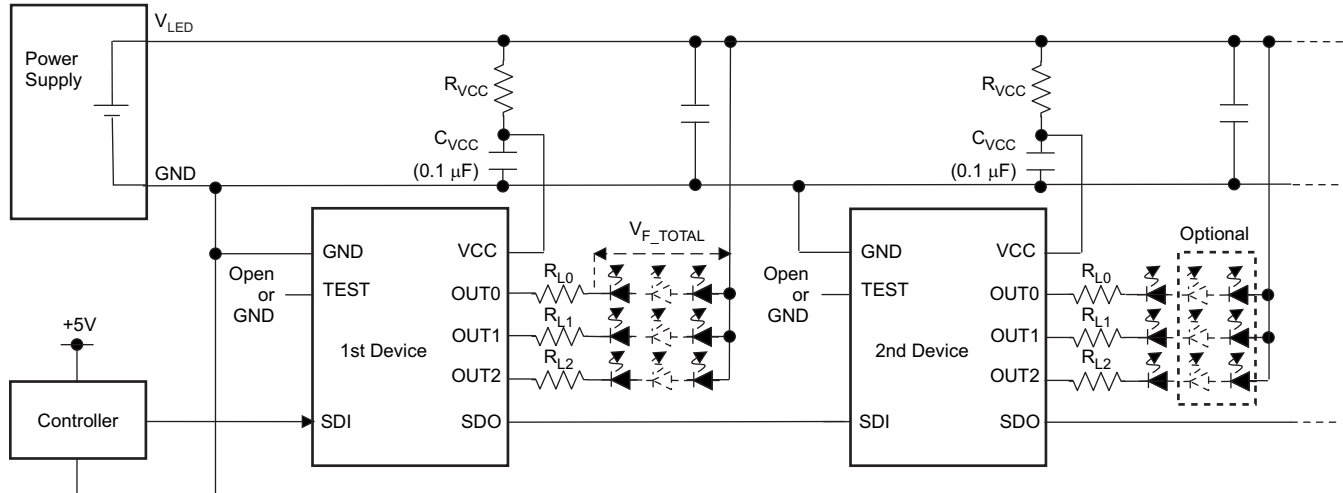 V_LED
Power
Supply
R_VCC
R_VCC
C_VCC
(0.1 μF)
C_VCC
(0.1 μF)
GND
GND
VCC
V_F_TOTAL
GND
VCC
Optional
Open
or
GND
TEST
OUT0
R_L0
Open
or
GND
TEST
OUT0
R_L0
+5V
1st Device
OUT1
R_L1
2nd Device
OUT1
R_L1
OUT2
R_L2
OUT2
R_L2
Controller
SDI
SDO
SDI
SDO